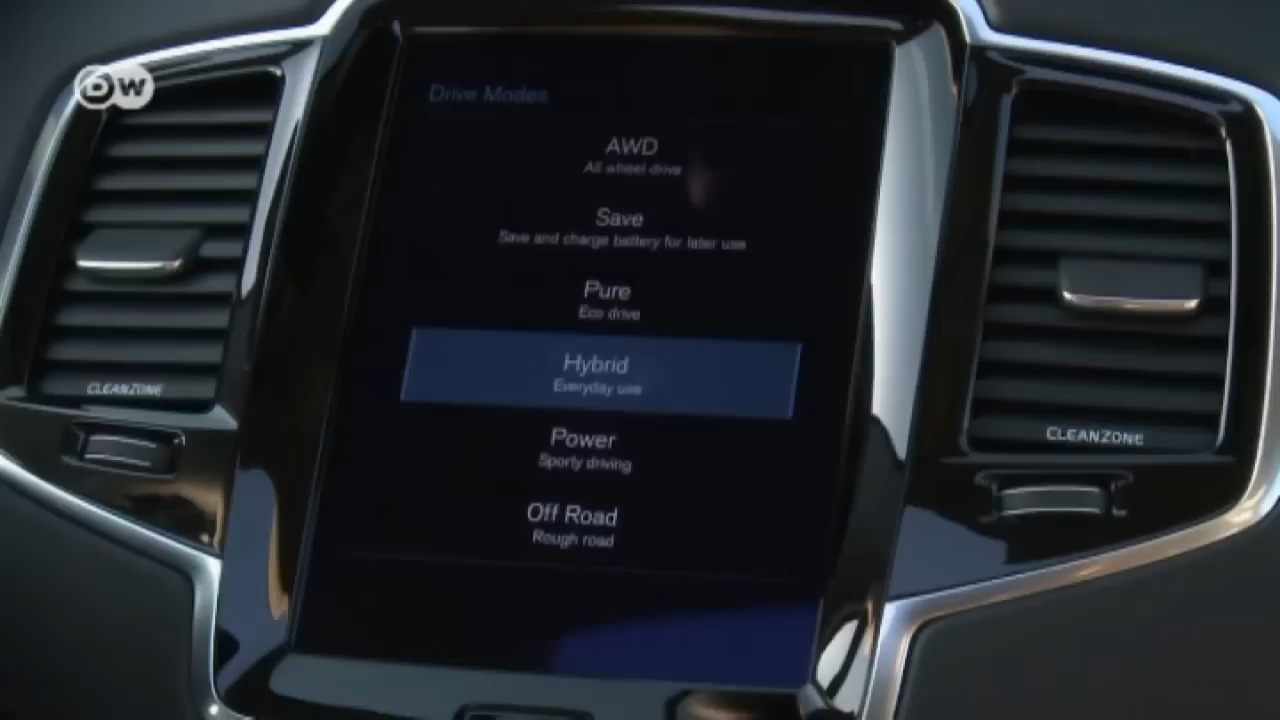 DW
Drive Modes
AWD
All wheel drive
Save
Save and charge battery for later use
Pure
Eco drive
Hybrid
Everyday use
Power
Sporty driving
Off Road
Rough road
CLEANZONE
CLEANZONE